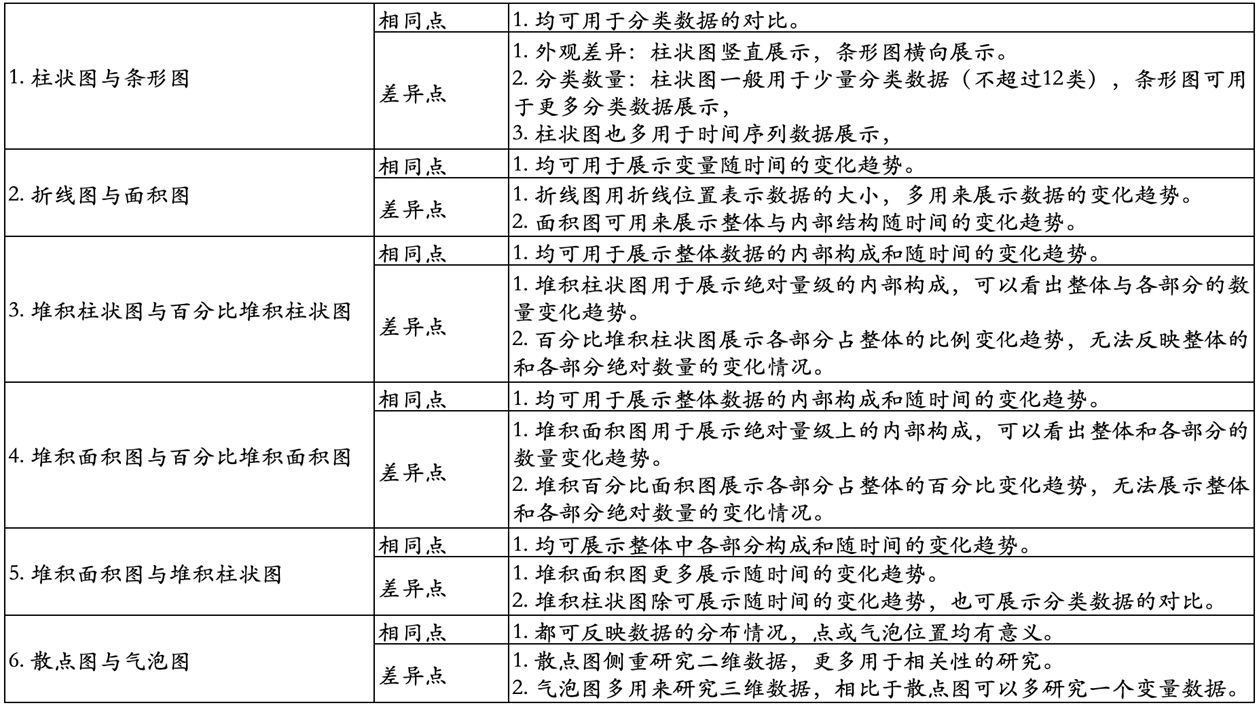 1. 柱状图与条形图
相同点
1. 均可用于分类数据的对比。
差异点
1. 外观差异：柱状图竖直展示，条形图横向展示。
2. 分类数量：柱状图一般用于少量分类数据（不超过12类），条形图可用
于更多分类数据展示，
3. 柱状图也多用于时间序列数据展示，
2. 折线图与面积图
相同点
1. 均可用于展示变量随时间的变化趋势。
差异点
1. 折线图用折线位置表示数据的大小，多用来展示数据的变化趋势。
2. 面积图可用来展示整体与内部结构随时间的变化趋势。
3. 堆积柱状图与百分比堆积柱状图
相同点
1. 均可用于展示整体数据的内部构成和随时间的变化趋势。
差异点
1. 堆积柱状图用于展示绝对量级的内部构成，可以看出整体与各部分的数
量变化趋势。
2. 百分比堆积柱状图展示各部分占整体的比例变化趋势，无法反映整体的
和各部分绝对数量的变化情况。
4. 堆积面积图与百分比堆积面积图
相同点
1. 均可用于展示整体数据的内部构成和随时间的变化趋势。
差异点
1. 堆积面积图用于展示绝对量级上的内部构成，可以看出整体和各部分的
数量变化趋势。
2. 堆积百分比面积图展示各部分占整体的百分比变化趋势，无法展示整体
和各部分绝对数量的变化情况。
5. 堆积面积图与堆积柱状图
相同点
1. 均可展示整体中各部分构成和随时间的变化趋势。
差异点
1. 堆积面积图更多展示随时间的变化趋势。
2. 堆积柱状图除可展示随时间的变化趋势，也可展示分类数据的对比。
6. 散点图与气泡图
相同点
1. 都可反映数据的分布情况，点或气泡位置均有意义。
差异点
1. 散点图侧重研究二维数据，更多用于相关性的研究。
2. 气泡图多用来研究三维数据，相比于散点图可以多研究一个变量数据。